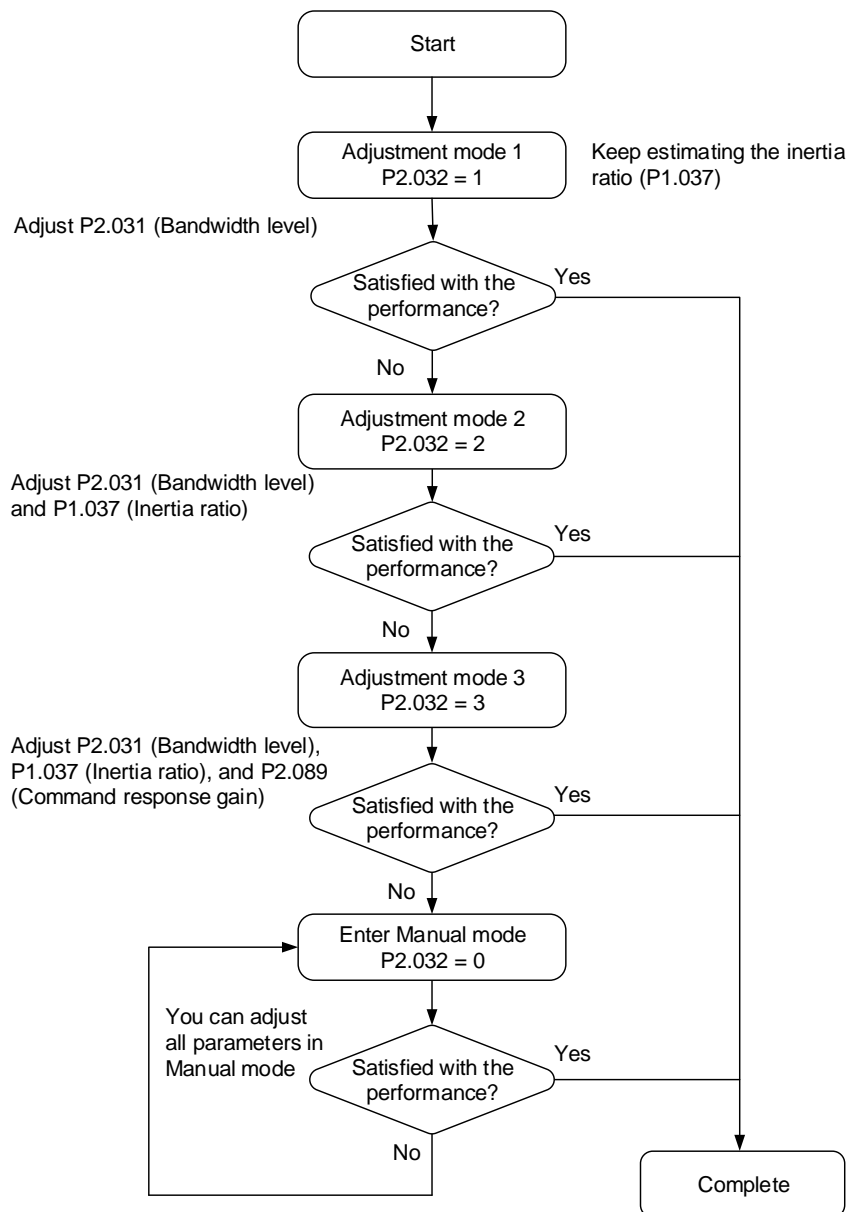 Start
Adjustment mode 1
P2.032 = 1
Keep estimating the inertia
ratio (P1.037)
Adjust P2.031 (Bandwidth level)
Satisfied with the
performance?
Yes
No
Adjustment mode 2
P2.032 = 2
Adjust P2.031 (Bandwidth level)
and P1.037 (Inertia ratio)
Satisfied with the
performance?
Yes
No
Adjustment mode 3
P2.032 = 3
Adjust P2.031 (Bandwidth level),
P1.037 (Inertia ratio), and P2.089
(Command response gain)
Satisfied with the
performance?
Yes
No
Enter Manual mode
P2.032 = 0
You can adjust
all parameters in
Manual mode
Satisfied with the
performance?
Yes
No
Complete